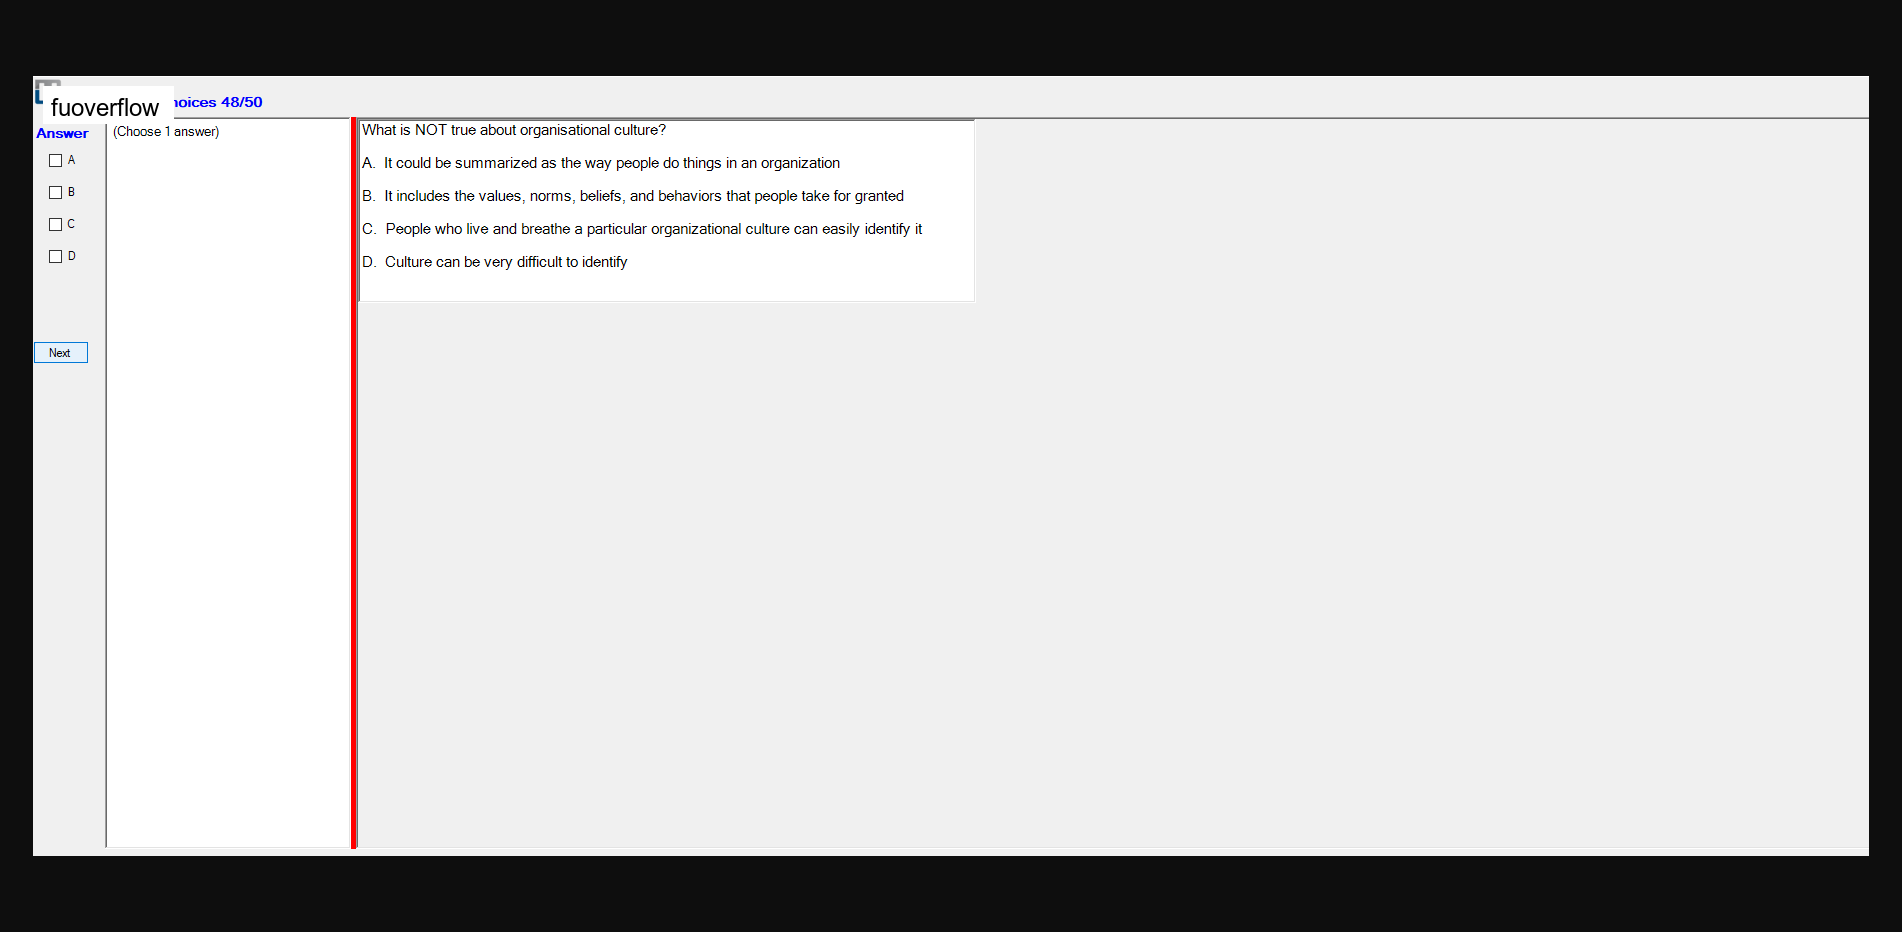 fuoverflow
hoices 48/50
Answer
(Choose 1 answer)
A
B
C
D
Next
What is NOT true about organisational culture?
A. It could be summarized as the way people do things in an organization
B. It includes the values, norms, beliefs, and behaviors that people take for granted
C. People who live and breathe a particular organizational culture can easily identify it
D. Culture can be very difficult to identify